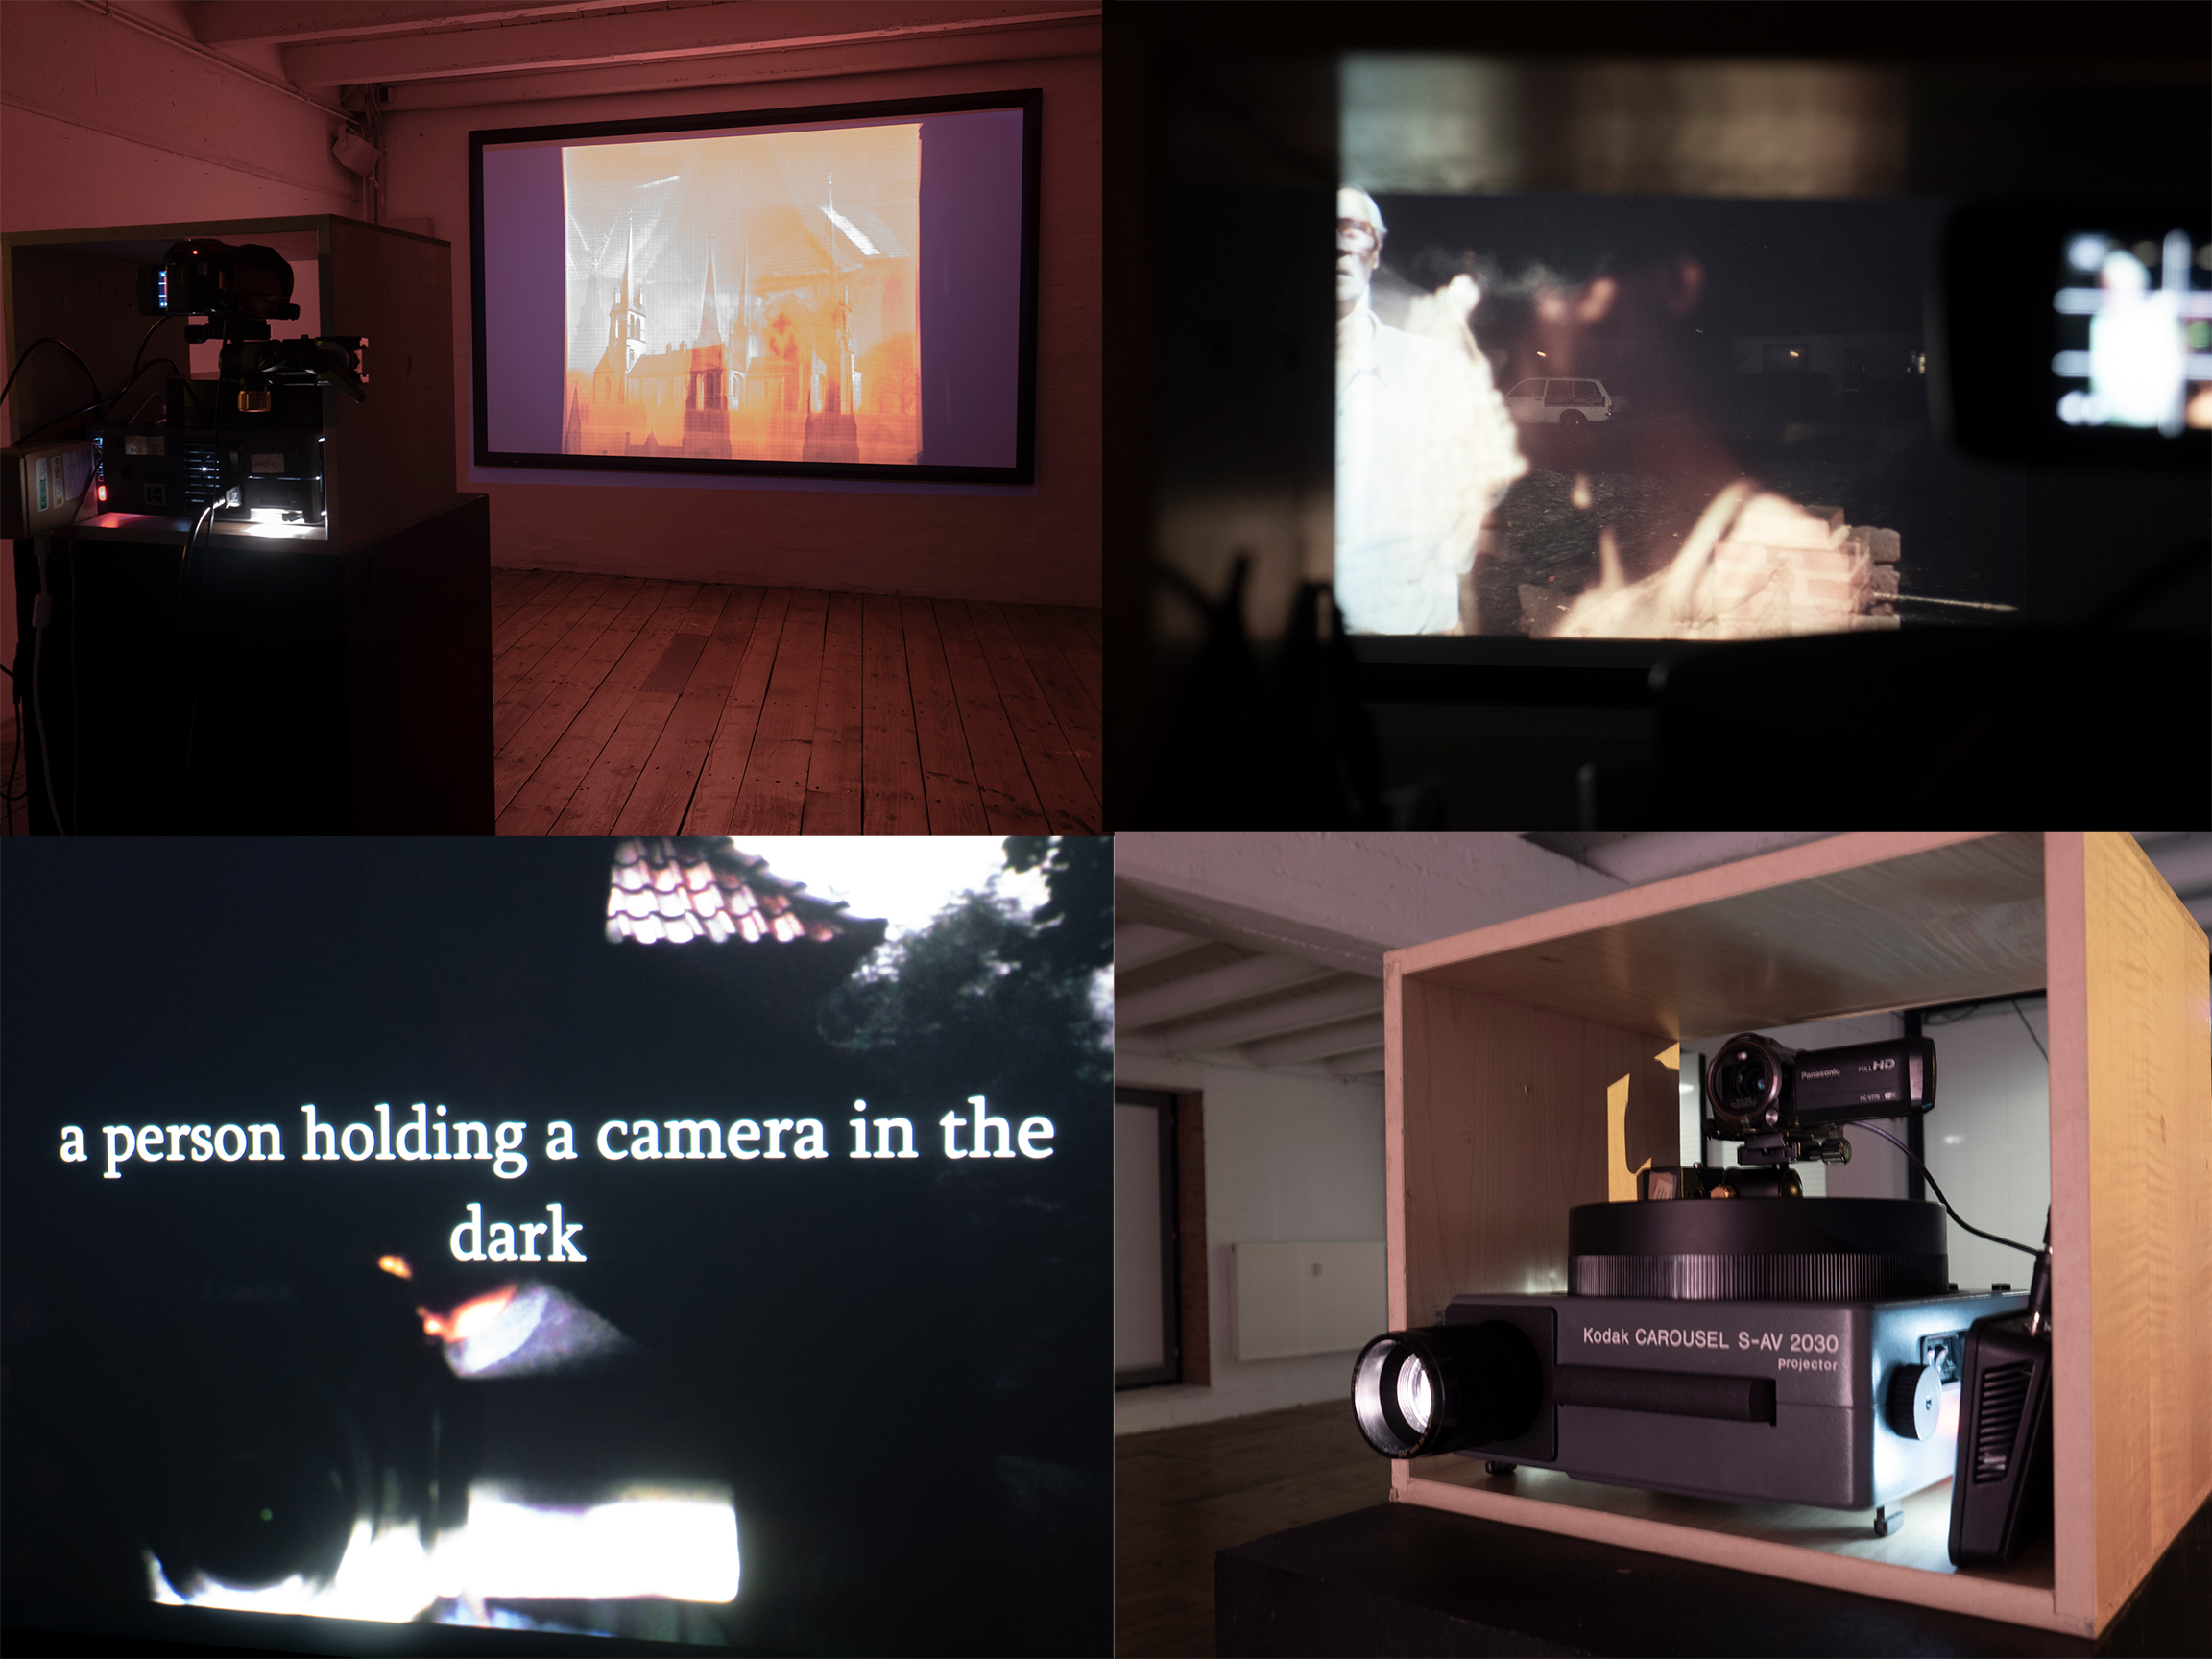 a person holding a camera in the
dark
Panasonic
FULL HD
Kodak CAROUSEL S-AV 2030
projector